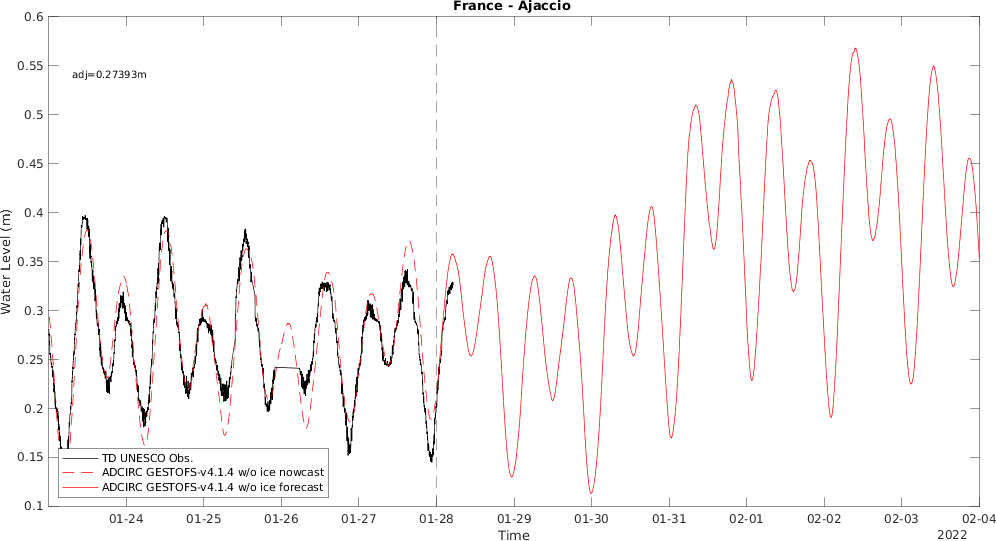 France - Ajaccio
adj=0.27393m
Water Level (m)
0.6
0.55
0.5
0.45
0.4
0.35
0.3
0.25
0.2
0.15
0.1
TD UNESCO Obs.
ADCIRC GESTOFS-v4.1.4 w/o ice nowcast
ADCIRC GESTOFS-v4.1.4 w/o ice forecast
01-24 01-25 01-26 01-27 01-28 01-29 01-30 01-31 02-01 02-02 02-03 02-04
Time
2022